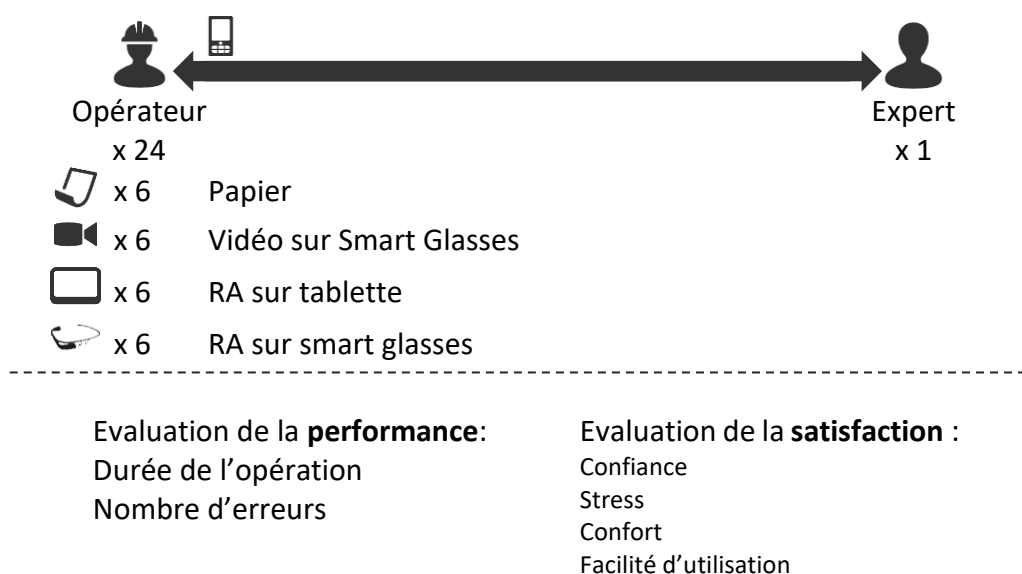 Opérateur
x 24
Expert
x 1
x 6 Papier
x 6 Vidéo sur Smart Glasses
x 6 RA sur tablette
x 6 RA sur smart glasses
Evaluation de la performance:
Durée de l'opération
Nombre d'erreurs
Evaluation de la satisfaction :
Confiance
Stress
Confort
Facilité d'utilisation